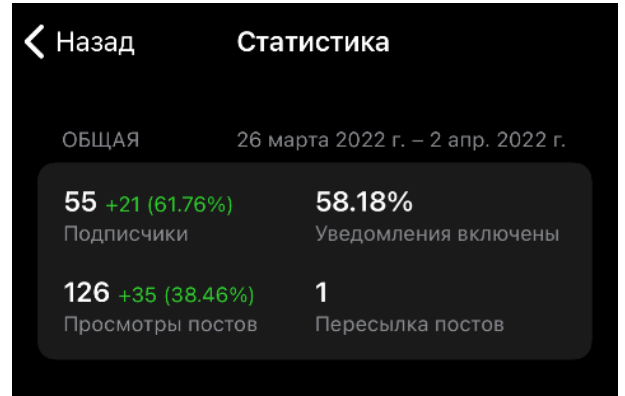 Назад Статистика
ОБЩАЯ 26 марта 2022 г. – 2 апр. 2022 г.
55 +21 (61.76%) 58.18%
Подписчики Уведомления включены
126 +35 (38.46%) 1
Просмотры постов Пересылка постов